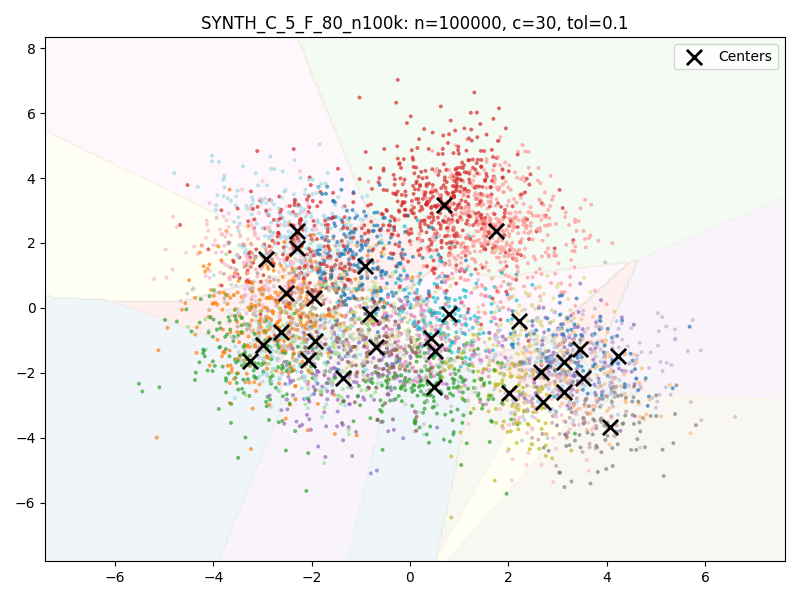 SYNTH_C_5_F_80_n100k: n=100000, c=30, tol=0.1
Centers
8
6
4
2
0
−2
−4
−6
−6 −4 −2 0 2 4 6